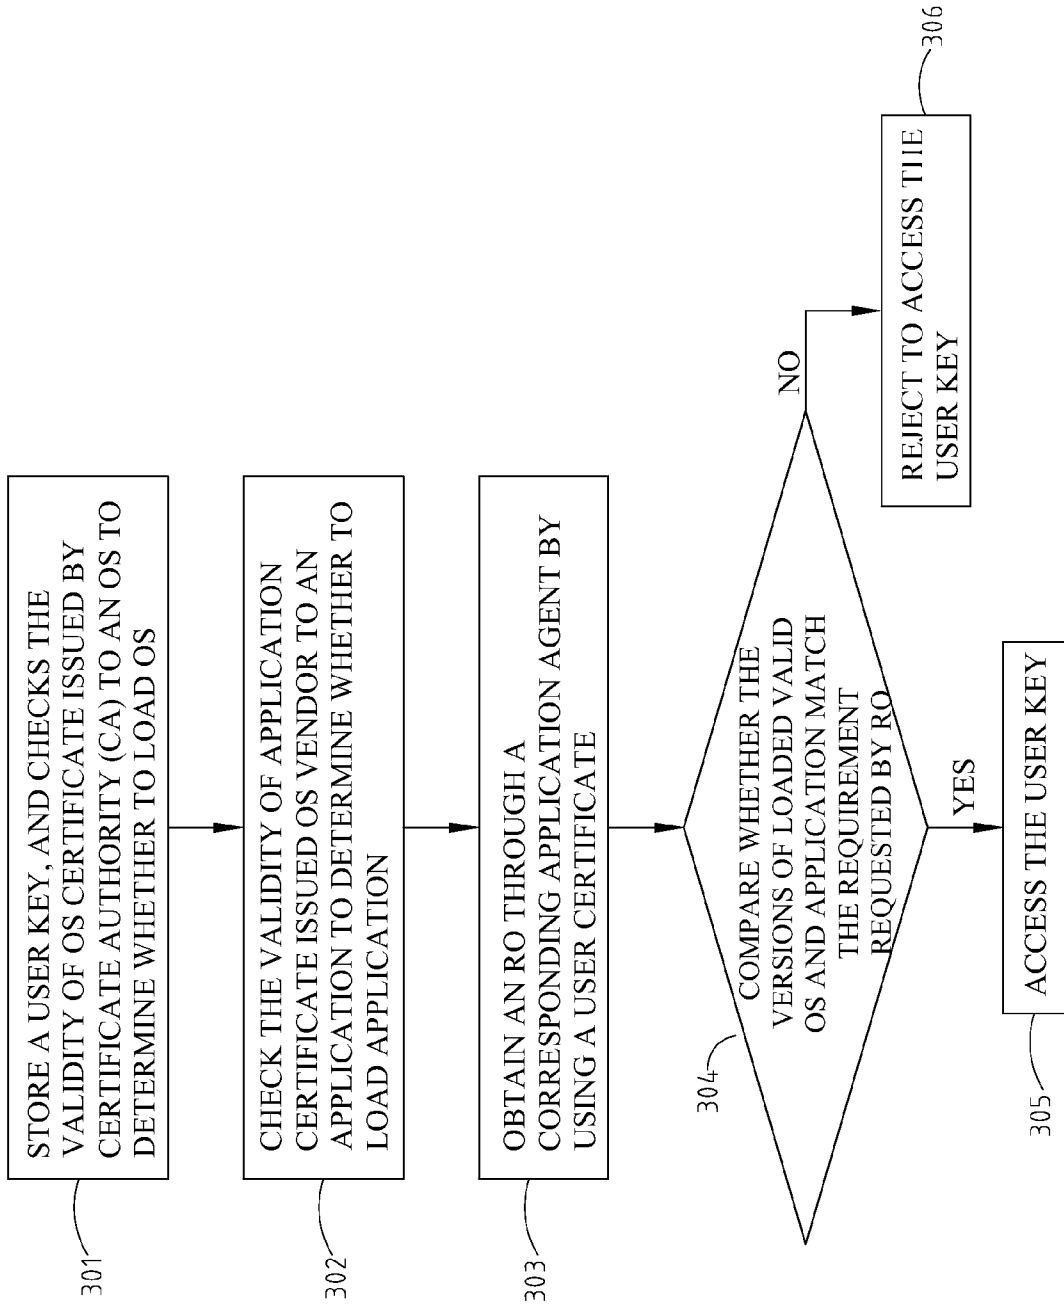 STORE A USER KEY, AND CHECKS THE
VALIDITY OF OS CERTIFICATE ISSUED BY
CERTIFICATE AUTHORITY (CA) TO AN OS TO
DETERMINE WHETHER TO LOAD OS
301
CHECK THE VALIDITY OF APPLICATION
CERTIFICATE ISSUED OS VENDOR TO AN
APPLICATION TO DETERMINE WHETHER TO
LOAD APPLICATION
302
OBTAIN AN RO THROUGH A
CORRESPONDING APPLICATION AGENT BY
USING A USER CERTIFICATE
303
COMPARE WHETHER THE
VERSIONS OF LOADED VALID
OS AND APPLICATION MATCH
THE REQUIREMENT
REQUESTED BY RO
304
NO
REJECT TO ACCESS THE
USER KEY
306
YES
ACCESS THE USER KEY
305